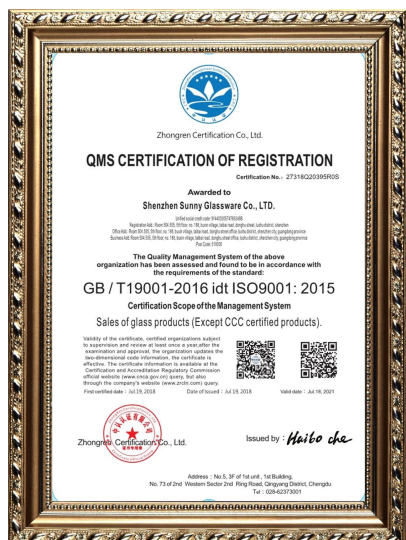 Zhongren Certification Co., Ltd.
QMS CERTIFICATION OF REGISTRATION
Certification No.: 27318Q20395R0S
Awarded to
Shenzhen Sunny Glassware Co., LTD.
The Quality Management System of the above
organization has been assessed and found to be in accordance with
the requirements of the standard:
GB / T19001-2016 idt ISO9001: 2015
Certification Scope of the Management System
Sales of glass products (Except CCC certified products).
Validity of the certificate, certified organizations subject
to supervision and review at least once a year, after the
examination and approval, the organization updates the
two-dimensional code information, the certificate is
effective. The certificate information is available at the
Certification and Accreditation Regulatory Commission
official website (www.cnca.gov.cn) query, but also
through the company's website (www.zrclri.com) query.
First certified date : Jul.19, 2018
Date of Issued : Jul.19, 2018
Valid date : Jul.18, 2021
Zhongren Certification Co., Ltd.
Issued by : Haibo che
Address : No.5, 3F of 1st unit , 1st Building,
No. 73 of 2nd Western Sector 2nd Ring Road, Qingyang District, Chengdu
Tel : 028-62373001